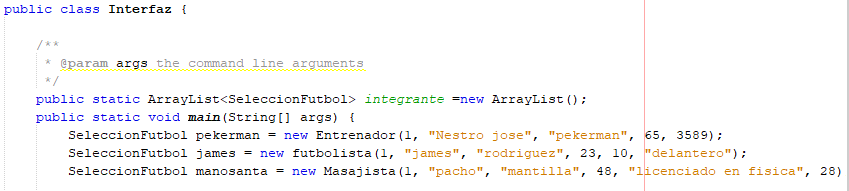 public class Interfaz {
/**
* @param args the command line arguments
*/
public static ArrayList<SeleccionFutbol> integrante =new ArrayList();
public static void main(String[] args) {
SeleccionFutbol pekerman = new Entrenador(1, "Nestro jose", "pekerman", 65, 3589);
SeleccionFutbol james = new futbolista(1, "james", "rodriguez", 23, 10, "delantero");
SeleccionFutbol manosanta = new Masajista(1, "pacho", "mantilla", 48, "licenciado en fisica", 28)